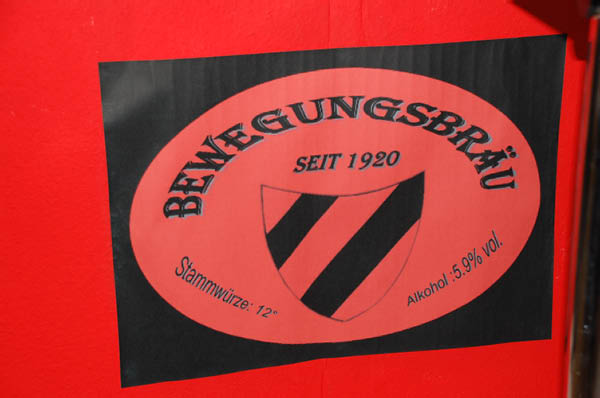 BEWEGUNGSBRÄU
SEIT 1920
Stammwürze: 12°
Alkohol :5.9% vol.